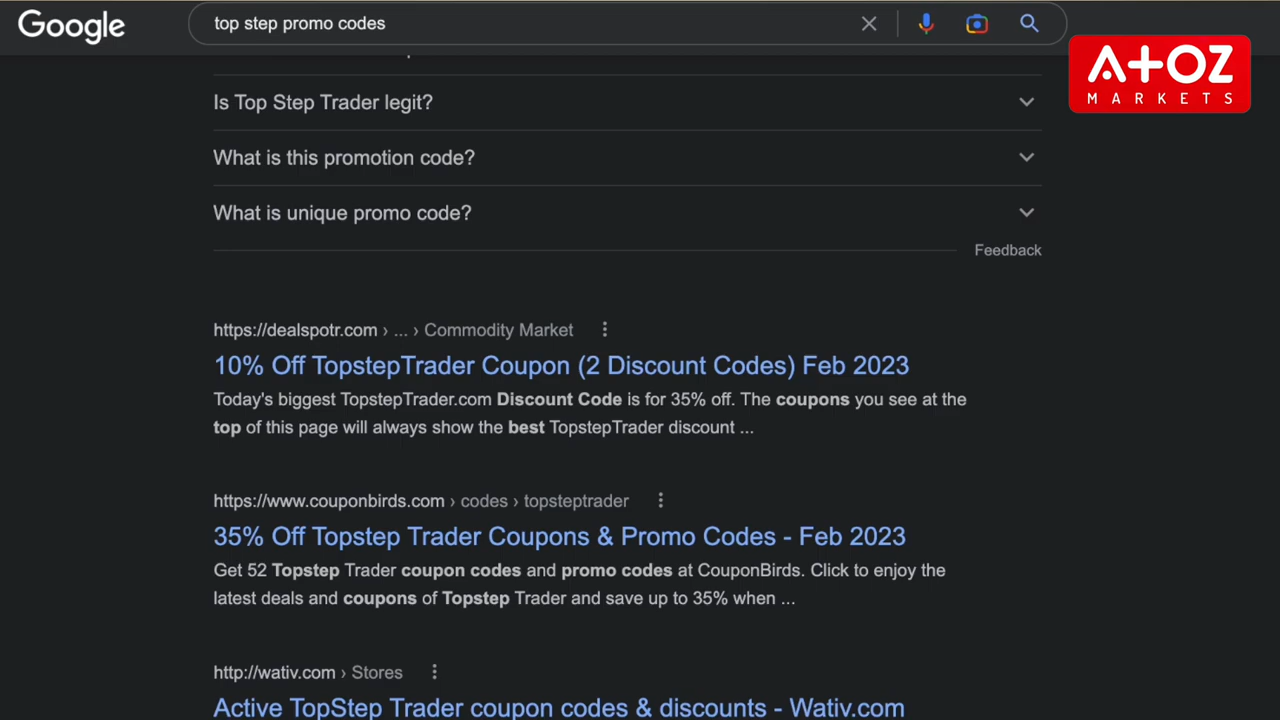 Google
top step promo codes
A+OZ
MARKETS
Is Top Step Trader legit?
What is this promotion code?
What is unique promo code?
Feedback
https://dealspotr.com › ... › Commodity Market
10% Off TopstepTrader Coupon (2 Discount Codes) Feb 2023
Today's biggest TopstepTrader.com Discount Code is for 35% off. The coupons you see at the
top of this page will always show the best TopstepTrader discount ...
https://www.couponbirds.com › codes › topsteptrader
35% Off Topstep Trader Coupons & Promo Codes - Feb 2023
Get 52 Topstep Trader coupon codes and promo codes at CouponBirds. Click to enjoy the
latest deals and coupons of Topstep Trader and save up to 35% when ...
http://wativ.com › Stores
Active TopStep Trader coupon codes & discounts - Wativ.com